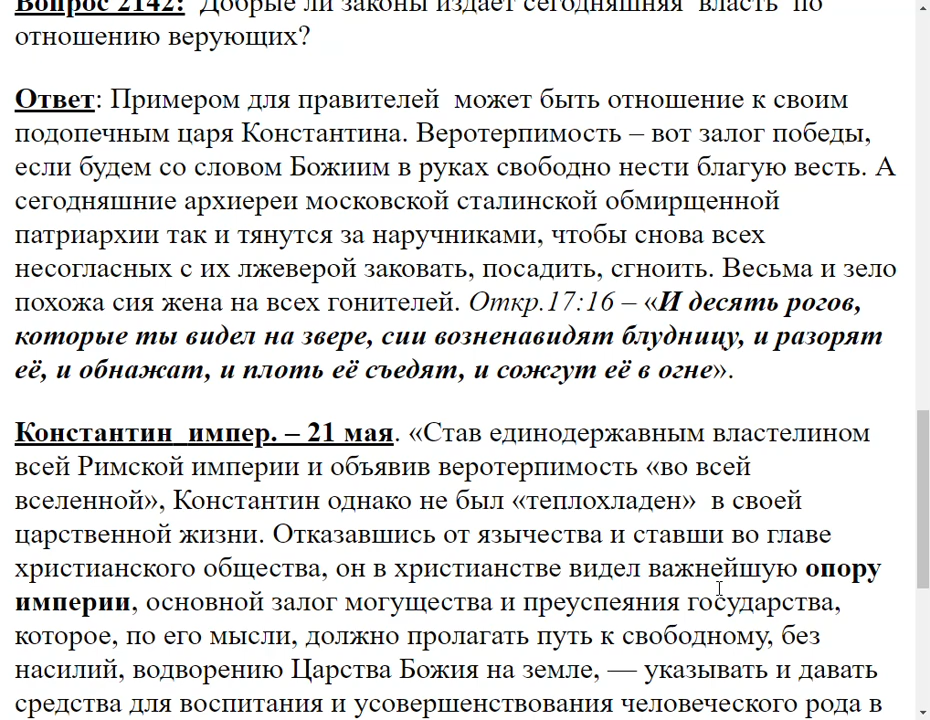 Вопрос 2142: Добрые ли законы издает сегодняшняя власть по
отношению верующих?
Ответ: Примером для правителей может быть отношение к своим
подопечным царя Константина. Веротерпимость – вот залог победы,
если будем со словом Божиим в руках свободно нести благую весть. А
сегодняшние архиереи московской сталинской обмирщенной
патриархии так и тянутся за наручниками, чтобы снова всех
несогласных с их лжеверой заковать, посадить, сгноить. Весьма и зело
похожа сия жена на всех гонителей. Откр.17:16 – «И десять рогов,
которые ты видел на звере, сии возненавидят блудницу, и разорят
её, и обнажат, и плоть её съедят, и сожгут её в огне».
Константин импер. – 21 мая. «Став единодержавным властелином
всей Римской империи и объявив веротерпимость «во всей
вселенной», Константин однако не был «теплохладен» в своей
царственной жизни. Отказавшись от язычества и ставши во главе
христианского общества, он в христианстве видел важнейшую опору
империи, основной залог могущества и преуспеяния государства,
которое, по его мысли, должно пролагать путь к свободному, без
насилий, водворению Царства Божия на земле, — указывать и давать
средства для воспитания и усовершенствования человеческого рода в